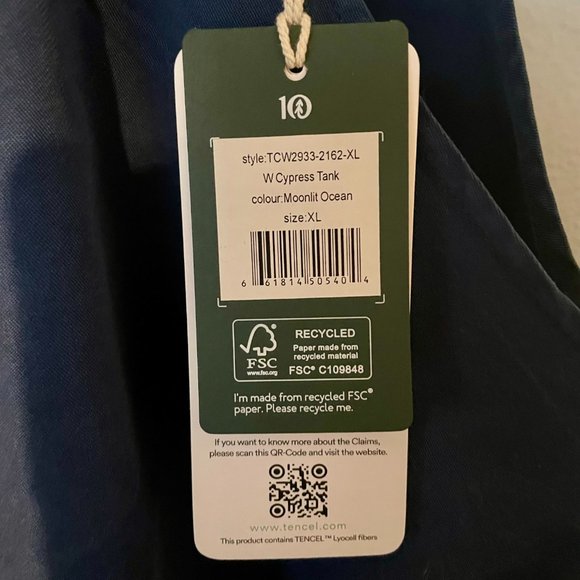 10
style:TCW2933-2162-XL
W Cypress Tank
colour:Moonlit Ocean
size:XL
6 61814 50540 4
FSC
www.fsc.org
RECYCLED
Paper made from
recycled material
FSC® C109848
I'm made from recycled FSC®
paper. Please recycle me.
If you want to know more about the Claims,
please scan this QR-Code and visit the website.
www.tencel.com
This product contains TENCEL™ Lyocell fibers